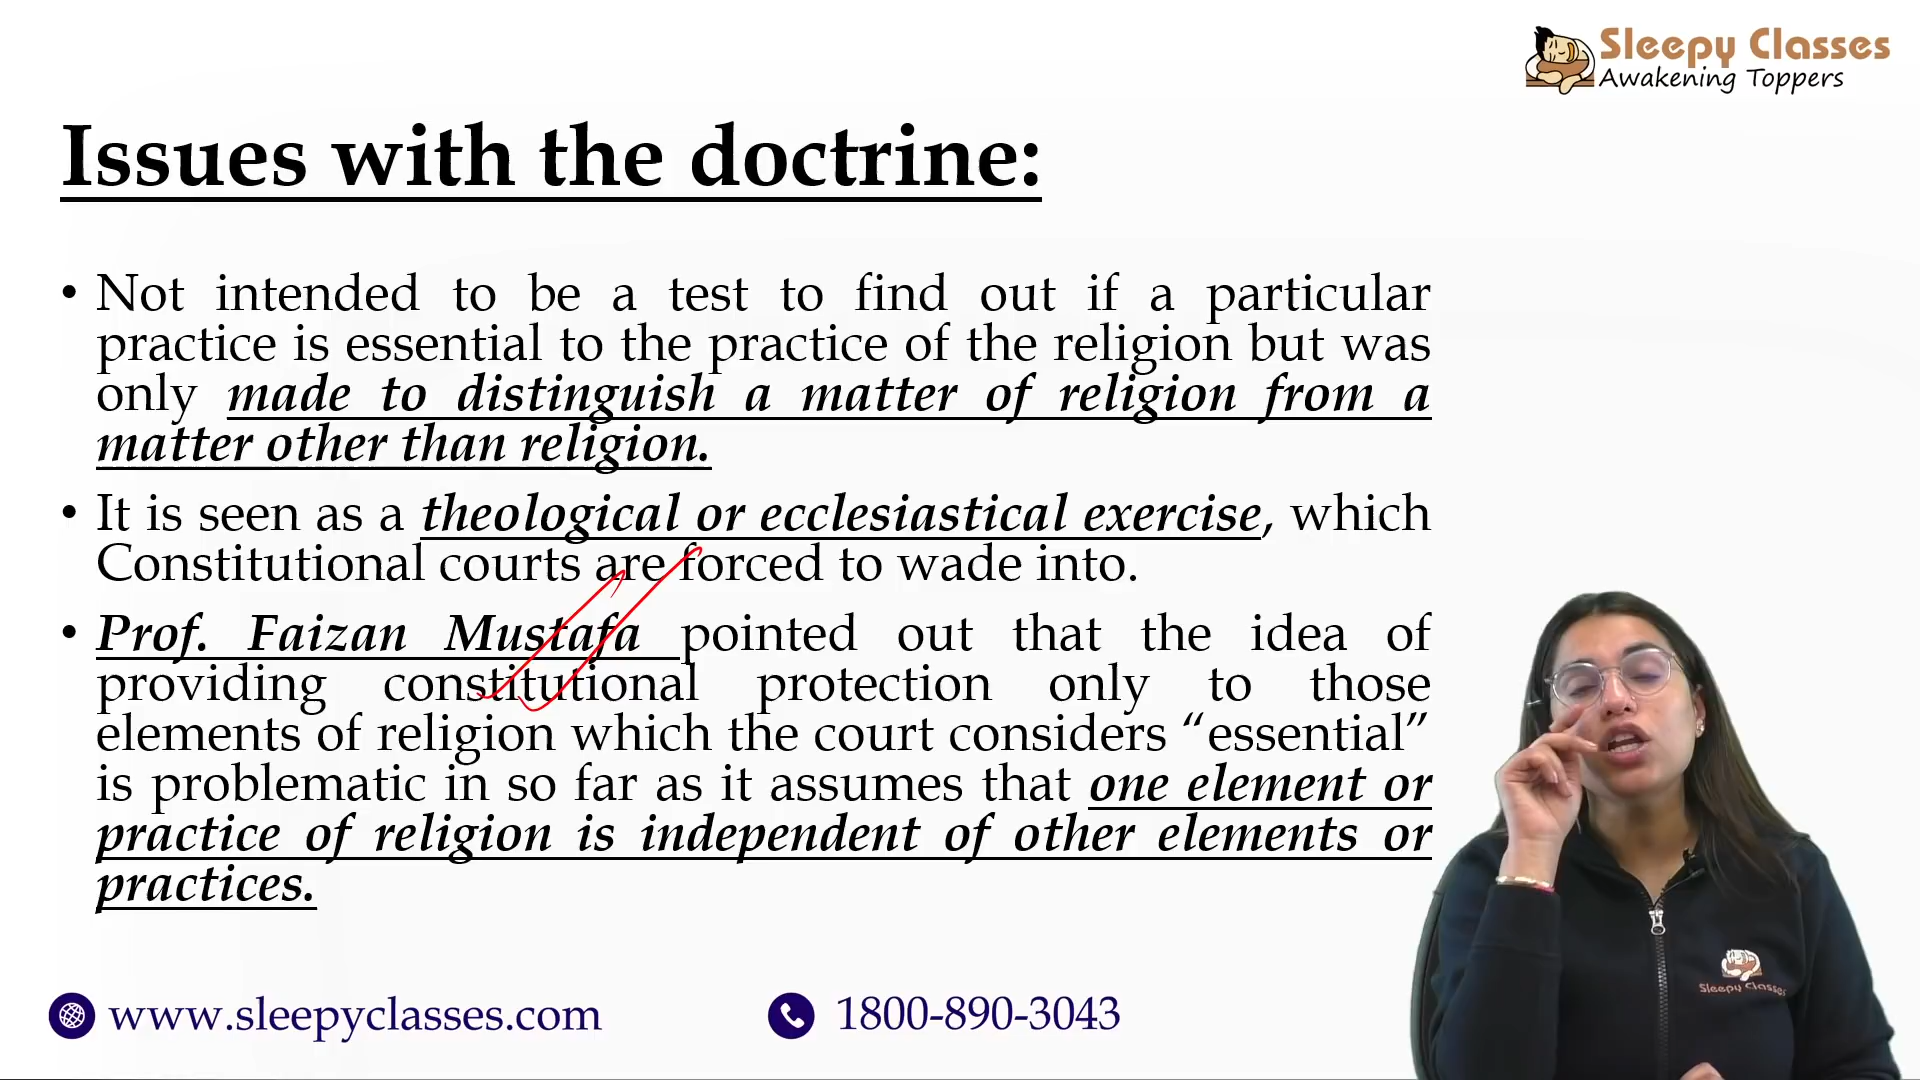 Sleepy Classes
Awakening Toppers
Issues with the doctrine:
• Not intended to be a test to find out if a particular
practice is essential to the practice of the religion but was
only made to distinguish a matter of religion from a
matter other than religion.
• It is seen as a theological or ecclesiastical exercise, which
Constitutional courts are forced to wade into.
• Prof. Faizan Mustafa pointed out that the idea of
providing constitutional protection only to those
elements of religion which the court considers “essential”
is problematic in so far as it assumes that one element or
practice of religion is independent of other elements or
practices.
Sleepy Classes
www.sleepyclasses.com
1800-890-3043